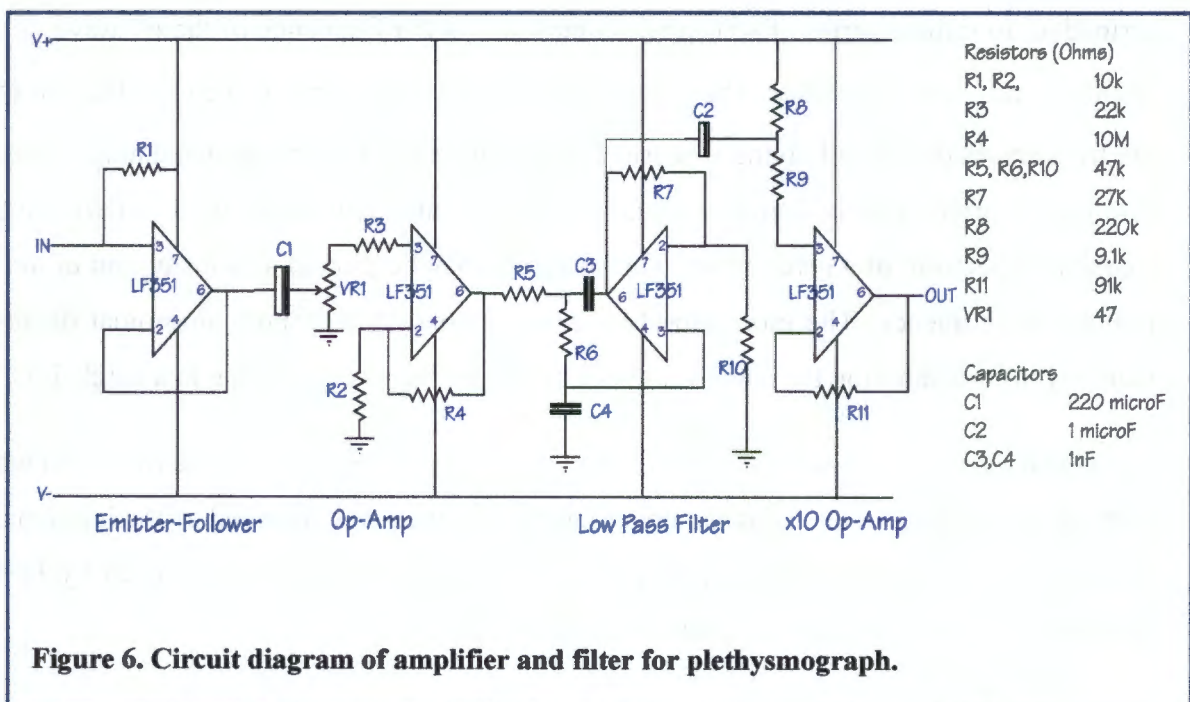 V+
R1
IN
3
7
LF351
6
4
2
C1
VR1
R3
3
7
LF351
6
4
2
R2
R4
R5
C3
R6
C4
C2
R7
6
2
7
LF351
4
3
R10
R8
R9
3
7
LF351
6
4
2
OUT
R11
V-
Emitter-Follower
Op-Amp
Low Pass Filter
x10 Op-Amp
Resistors (Ohms)
R1, R2, 10k
R3 22k
R4 10M
R5, R6,R10 47k
R7 27K
R8 220k
R9 9.1k
R11 91k
VR1 47
Capacitors
C1 220 microF
C2 1 microF
C3,C4 1nF
Figure 6. Circuit diagram of amplifier and filter for plethysmograph.